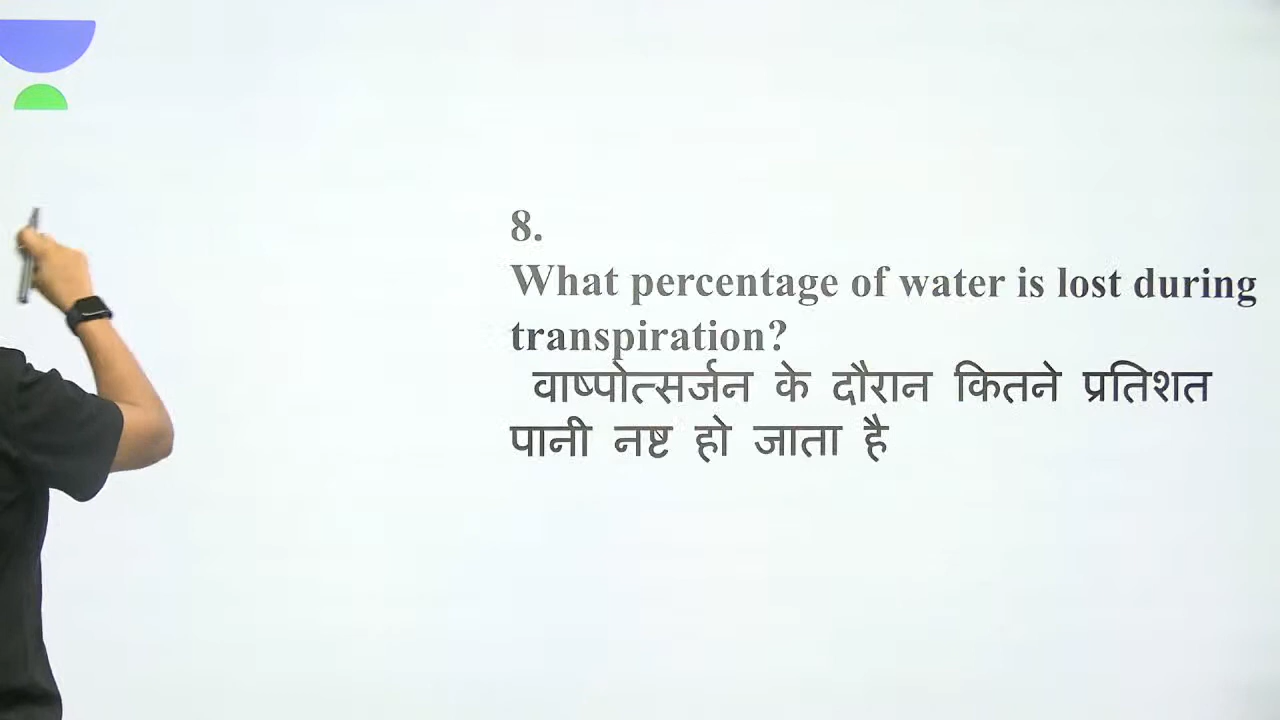 8.
What percentage of water is lost during
transpiration?
वाष्पोत्सर्जन के दौरान कितने प्रतिशत
पानी नष्ट हो जाता है